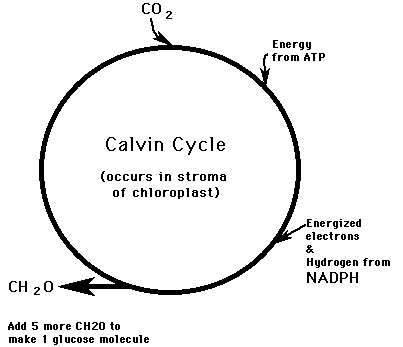 CO2
Energy
from ATP
Calvin Cycle
(occurs in stroma
of chloroplast)
Energized
electrons
&
Hydrogen from
NADPH
CH2O
Add 5 more CH2O to
make 1 glucose molecule